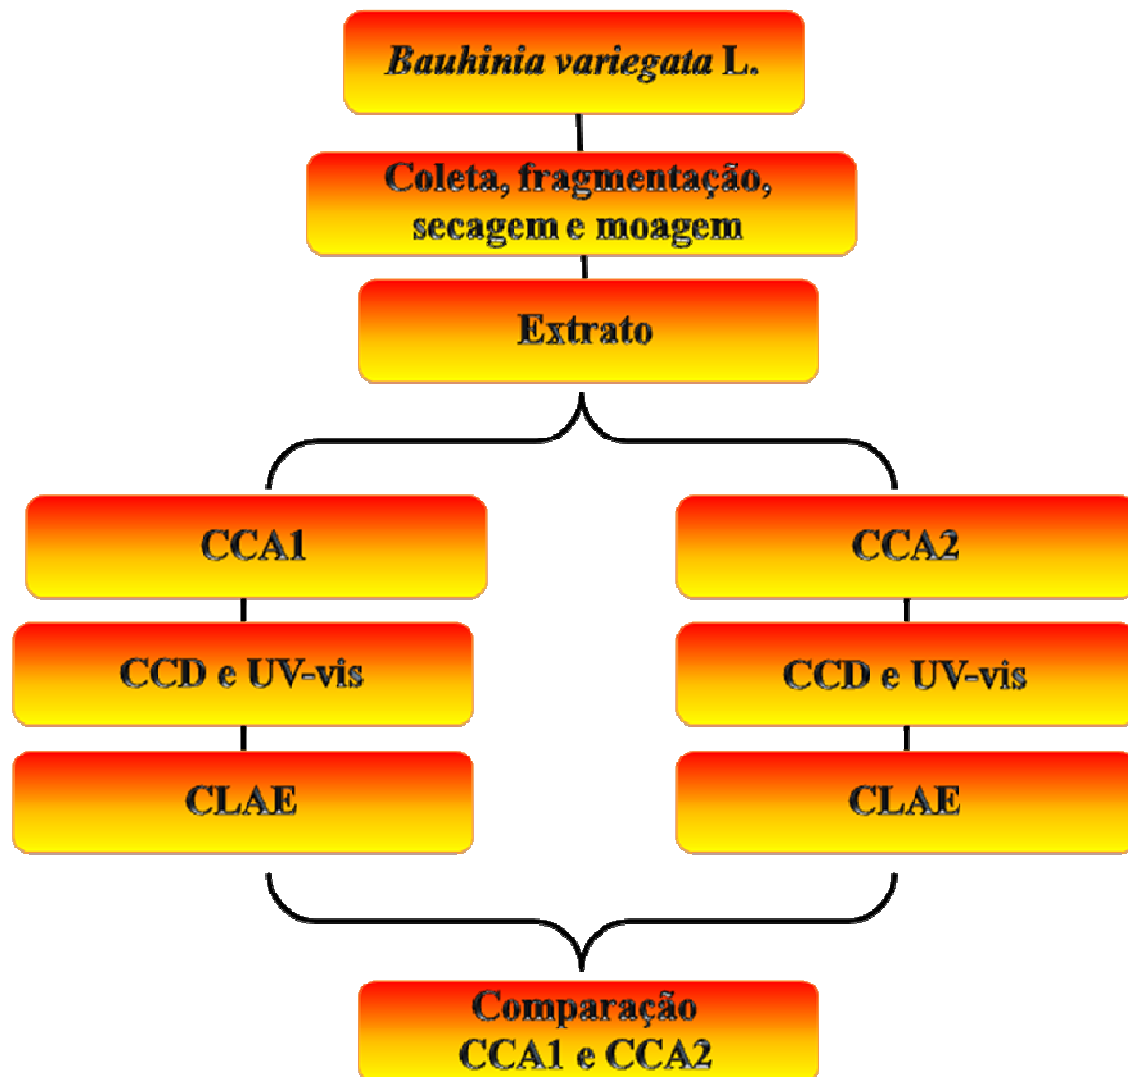 Bauhinia variegata L.
Coleta, fragmentação,
secagem e moagem
Extrato
CCA1
CCA2
CCD e UV-vis
CCD e UV-vis
CLAE
CLAE
Comparação
CCA1 e CCA2